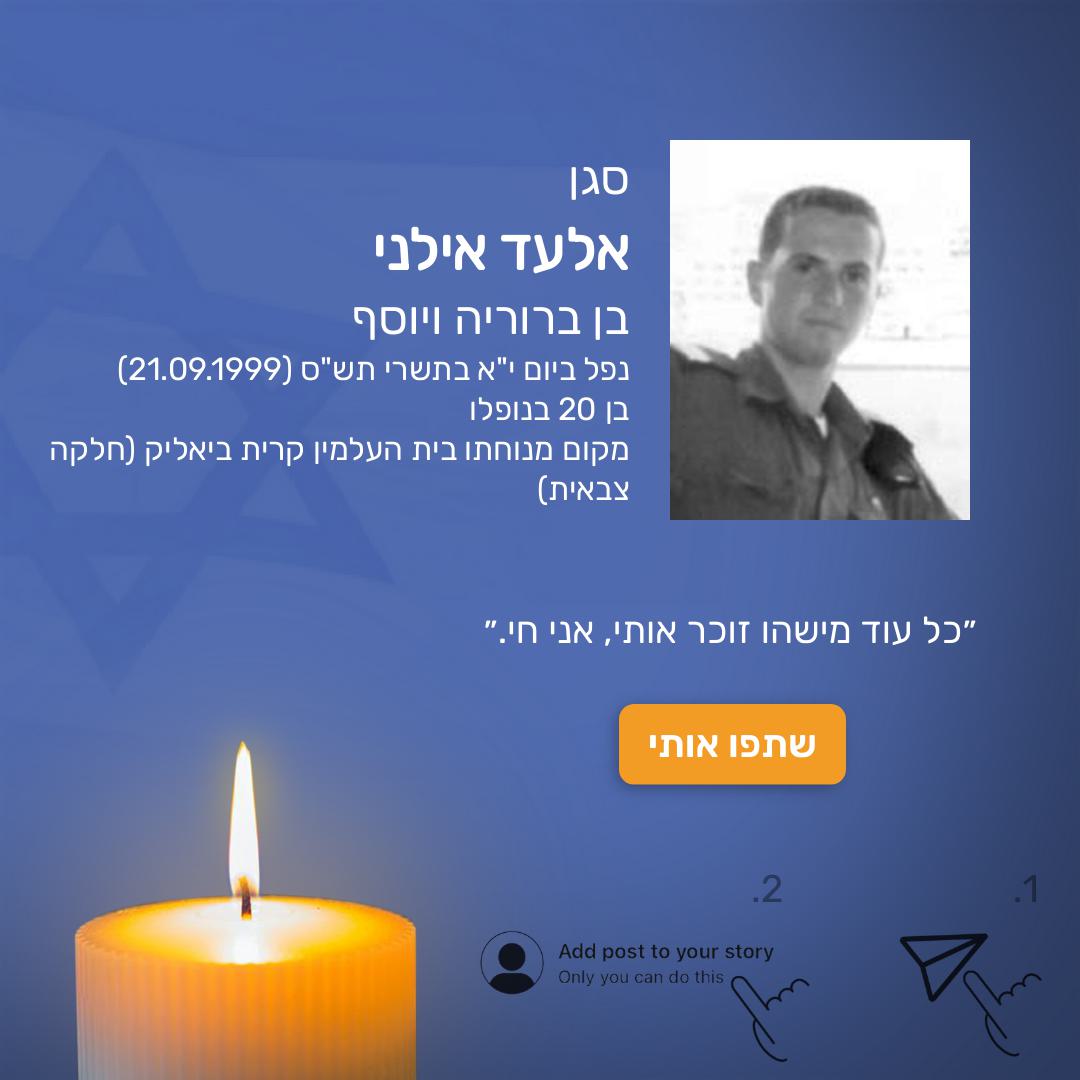 סגן
אלעד אילני
בן ברוריה ויוסף
נפל ביום י"א בתשרי תש"ס (21.09.1999)
בן 20 בנופלו
מקום מנוחתו בית העלמין קרית ביאליק (חלקה
צבאית)
״כל עוד מישהו זוכר אותי, אני חי.״
שתפו אותי
1.
2.
Add post to your story
Only you can do this